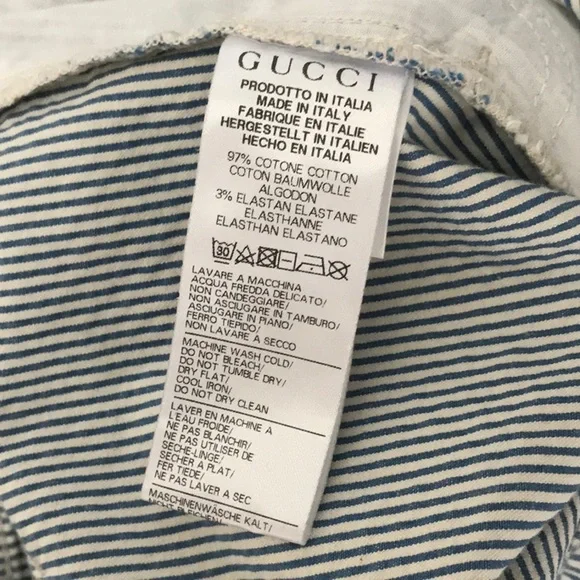 GUCCI
PRODOTTO IN ITALIA
MADE IN ITALY
FABRIQUE EN ITALIE
HERGESTELLT IN ITALIEN
HECHO EN ITALIA
97% COTONE COTTON
COTON BAUMWOLLE
ALGODON
3% ELASTAN ELASTANE
ELASTHANNE
ELASTHAN ELASTANO
30
LAVARE A MACCHINA
ACQUA FREDDA DELICATO/
NON CANDEGGIARE/
NON ASCIUGARE IN TAMBURO/
ASCIUGARE IN PIANO/
FERRO TIEPIDO/
NON LAVARE A SECCO
MACHINE WASH COLD/
DO NOT BLEACH/
DO NOT TUMBLE DRY/
DRY FLAT/
COOL IRON/
DO NOT DRY CLEAN
LAVER EN MACHINE A
L'EAU FROIDE/
NE PAS BLANCHIR/
NE PAS UTILISER DE
SECHE-LINGE/
SÉCHER A PLAT/
FER TIEDE/
NE PAS LAVER A SEC
MASCHINENWÄSCHE KALT/
NICHT BLEICHEN/